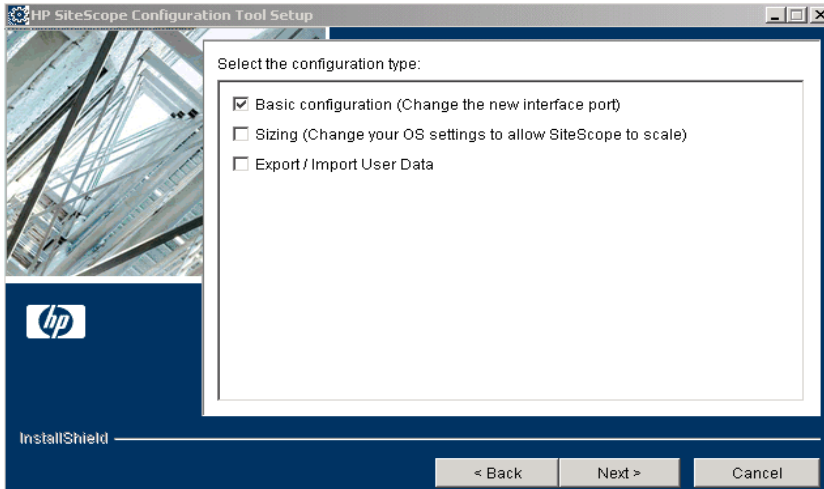 HP SiteScope Configuration Tool Setup
Select the configuration type:
Basic configuration (Change the new interface port)
Sizing (Change your OS settings to allow SiteScope to scale)
Export / Import User Data
hp
InstallShield
< Back Next > Cancel